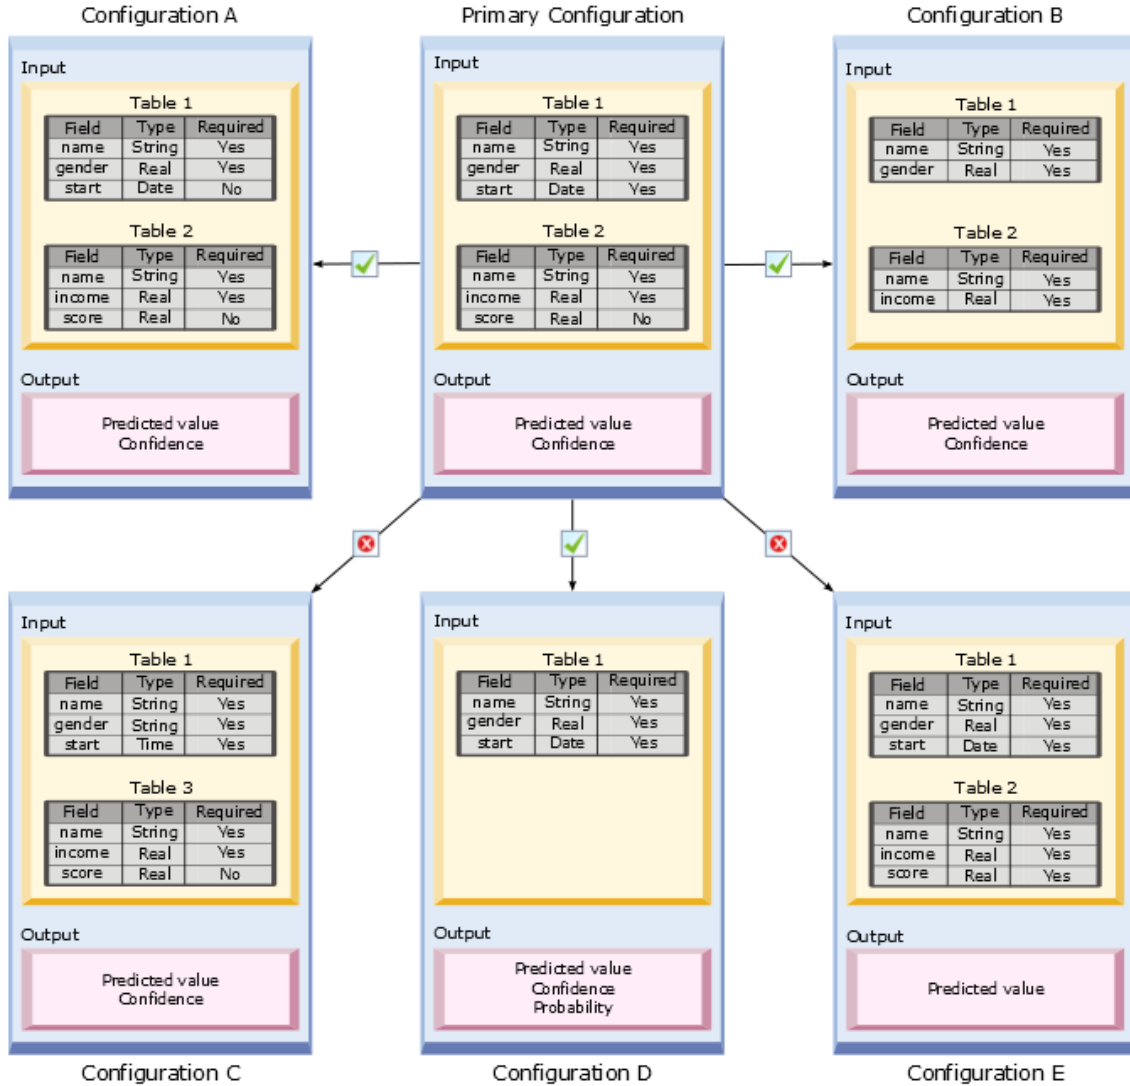 Configuration A
Primary Configuration
Configuration B
Input
Table 1
Field Type Required
name String Yes
gender Real Yes
start Date No
Table 2
Field Type Required
name String Yes
income Real Yes
score Real No
Output
Predicted value
Confidence
Input
Table 1
Field Type Required
name String Yes
gender Real Yes
start Date Yes
Table 2
Field Type Required
name String Yes
income Real Yes
score Real No
Output
Predicted value
Confidence
Input
Table 1
Field Type Required
name String Yes
gender Real Yes
Table 2
Field Type Required
name String Yes
income Real Yes
Output
Predicted value
Confidence
Input
Table 1
Field Type Required
name String Yes
gender String Yes
start Time Yes
Table 3
Field Type Required
name String Yes
income Real Yes
score Real No
Output
Predicted value
Confidence
Configuration C
Input
Table 1
Field Type Required
name String Yes
gender Real Yes
start Date Yes
Output
Predicted value
Confidence
Probability
Configuration D
Input
Table 1
Field Type Required
name String Yes
gender Real Yes
start Date Yes
Table 2
Field Type Required
name String Yes
income Real Yes
score Real Yes
Output
Predicted value
Configuration E